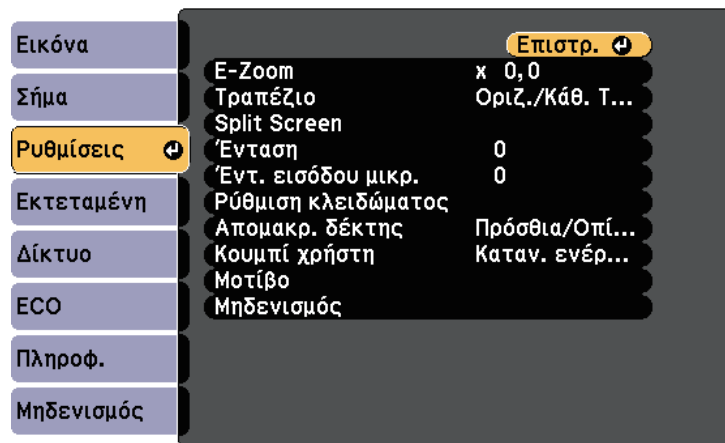 Εικόνα
Σήμα
Ρυθμίσεις
Εκτεταμένη
Δίκτυο
ECO
Πληροφ.
Μηδενισμός
Επιστρ.
E-Zoom x 0,0
Τραπέζιο Οριζ./Κάθ. Τ...
Split Screen
Ένταση 0
Έντ. εισόδου μικρ. 0
Ρύθμιση κλειδώματος
Απομακρ. δέκτης Πρόσθια/Οπί...
Κουμπί χρήστη Καταν. ενέρ...
Μοτίβο
Μηδενισμός